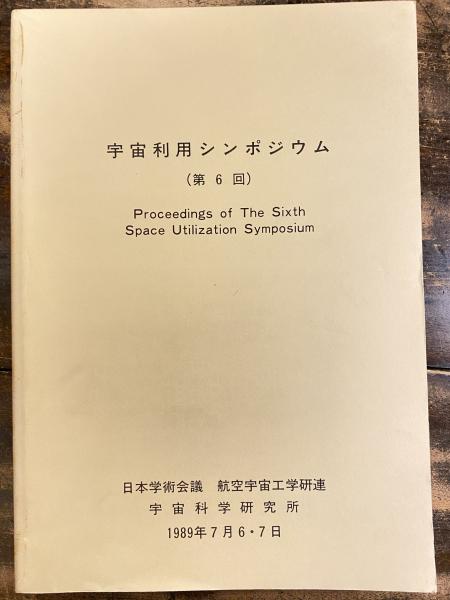 宇宙利用シンポジウム
(第 6 回)
Proceedings of The Sixth
Space Utilization Symposium
日本学術会議 航空宇宙工学研連
宇宙科学研究所
1989年7月6・7日